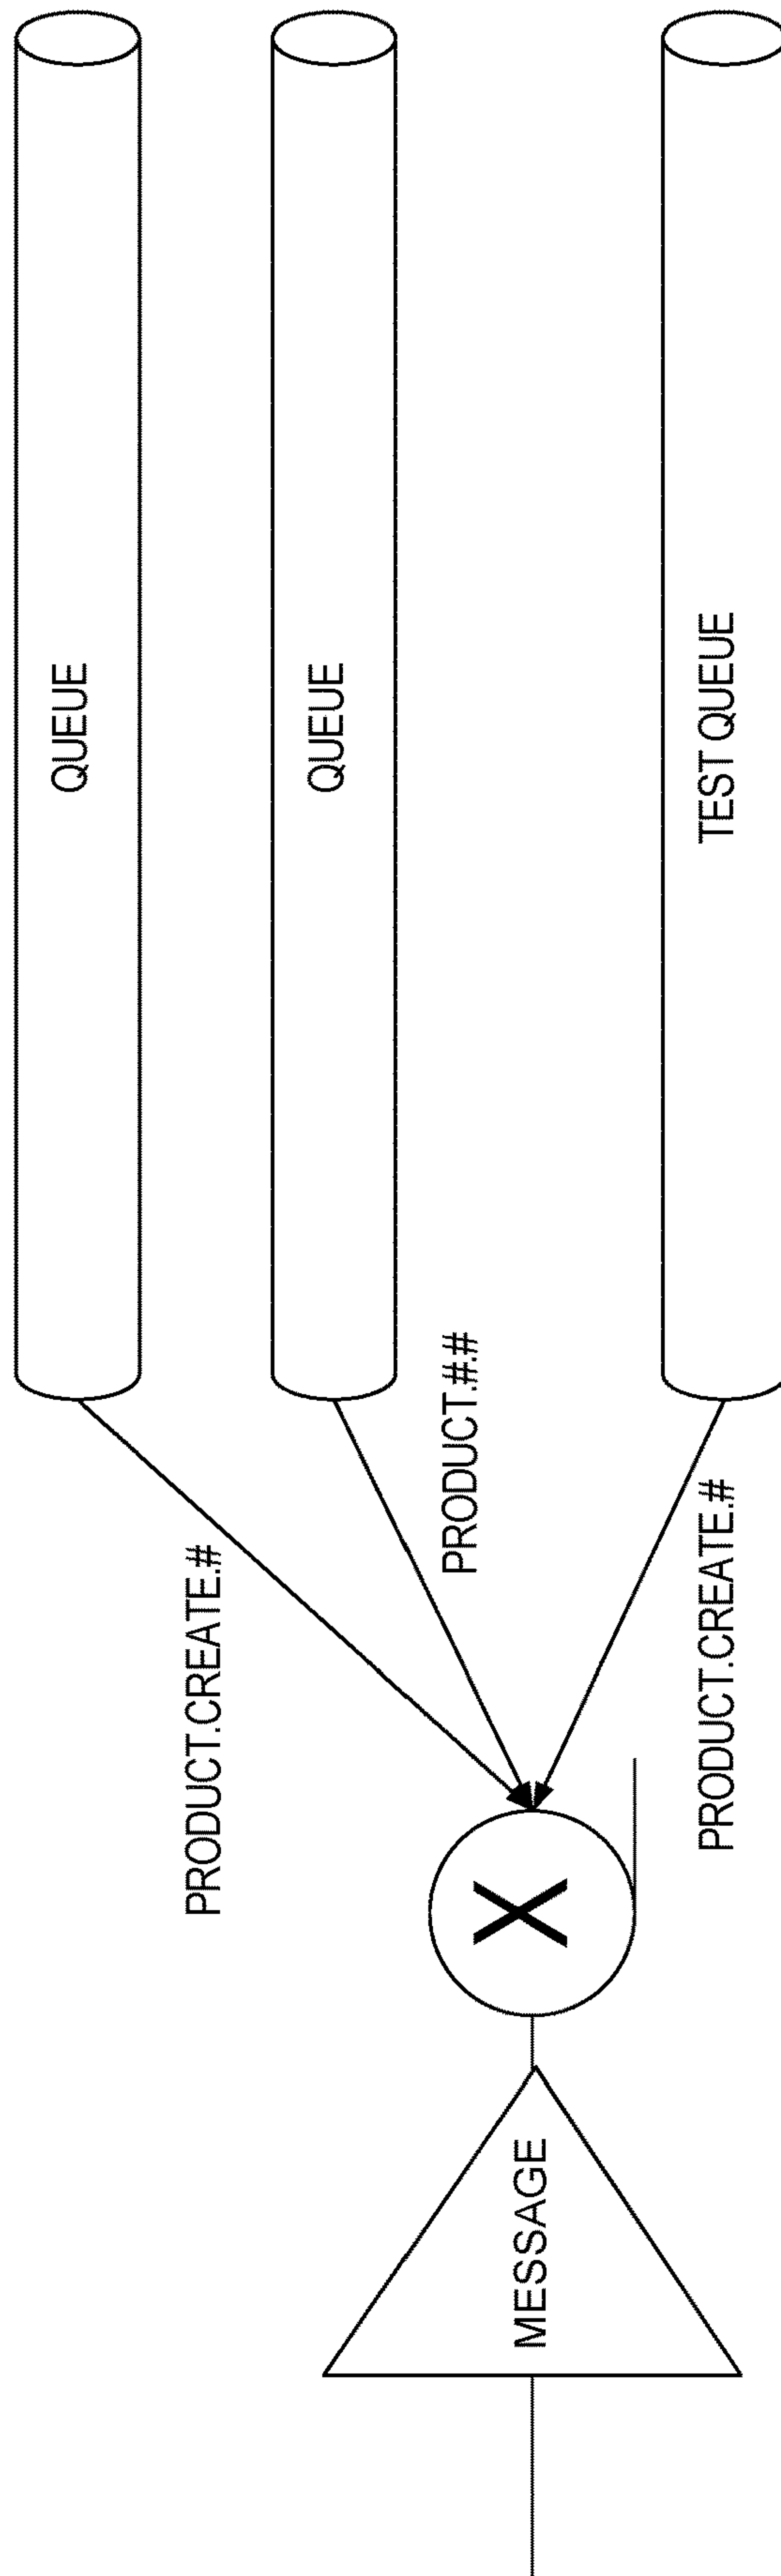 QUEUE
PRODUCT.CREATE.#
QUEUE
PRODUCT.#.#
MESSAGE
X
TEST QUEUE
PRODUCT.CREATE.#